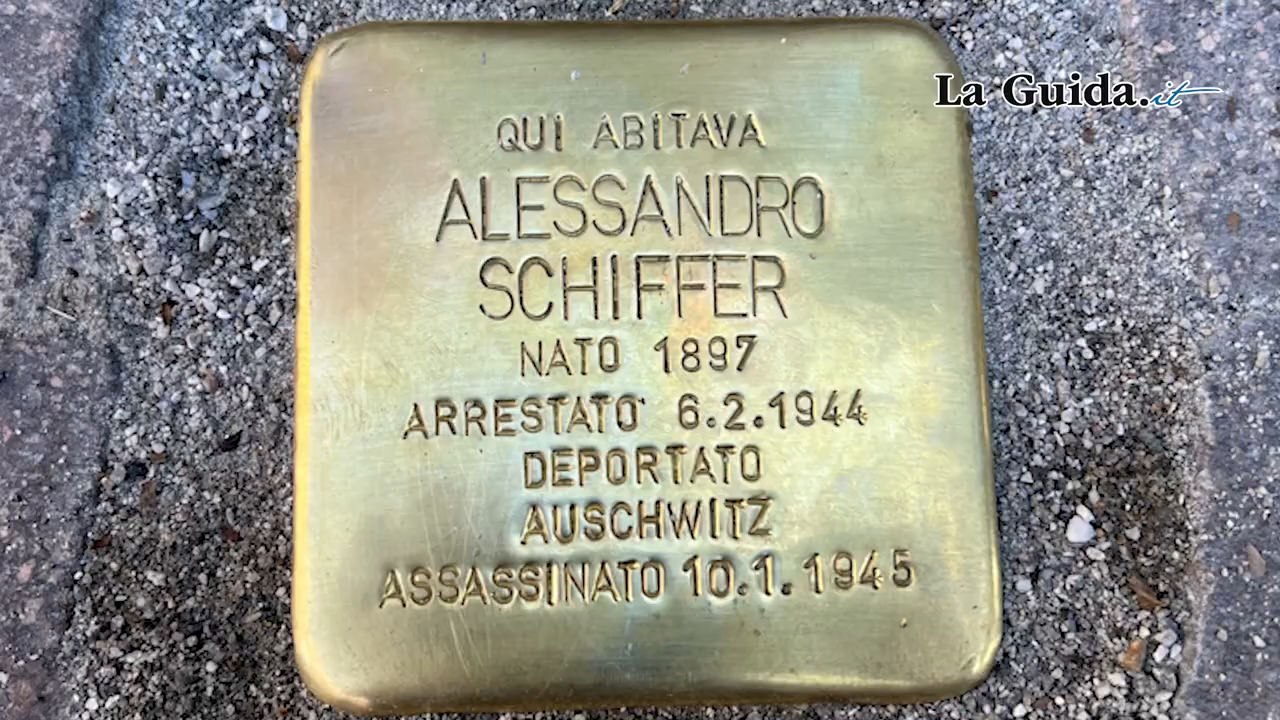 La Guida.it
QUI ABITAVA
ALESSANDRO
SCHIFFER
NATO 1897
ARRESTATO 6.2.1944
DEPORTATO
AUSCHWITZ
ASSASSINATO 10.1.1945